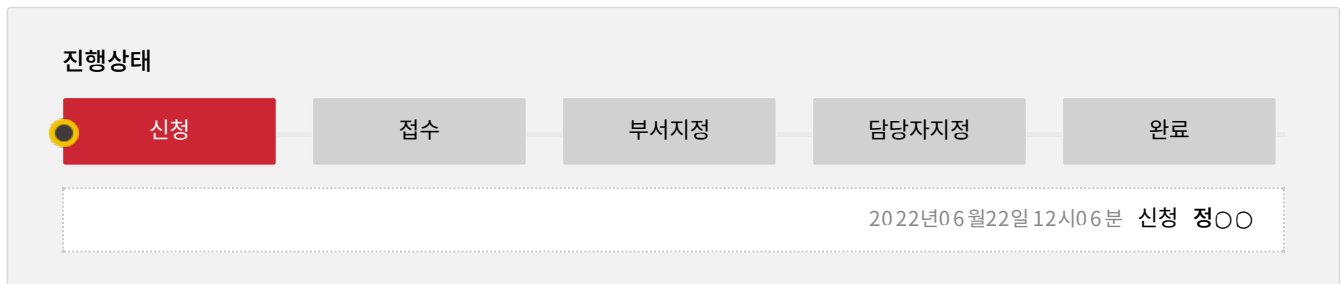 진행상태
신청 접수 부서지정 담당자지정 완료
2022년06월22일 12시06분 신청 정○○